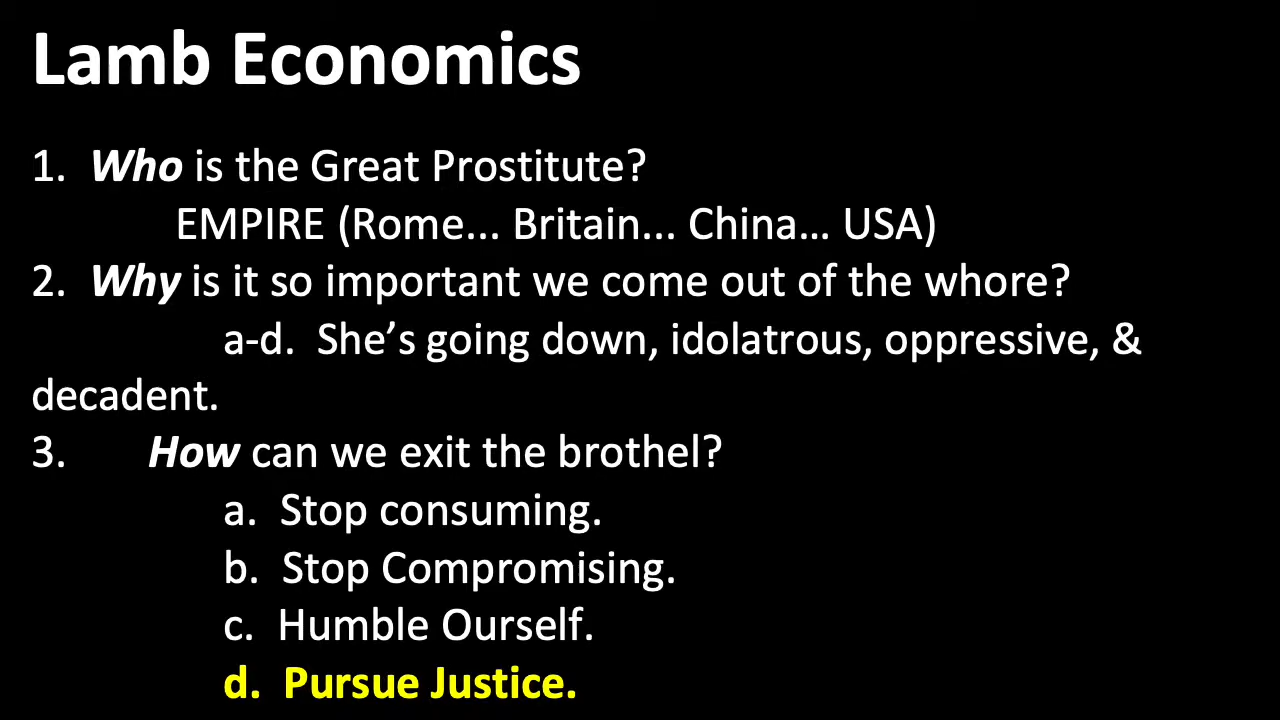 Lamb Economics
1. Who is the Great Prostitute?
EMPIRE (Rome... Britain... China... USA)
2. Why is it so important we come out of the whore?
a-d. She’s going down, idolatrous, oppressive, &
decadent.
3. How can we exit the brothel?
a. Stop consuming.
b. Stop Compromising.
c. Humble Ourself.
d. Pursue Justice.